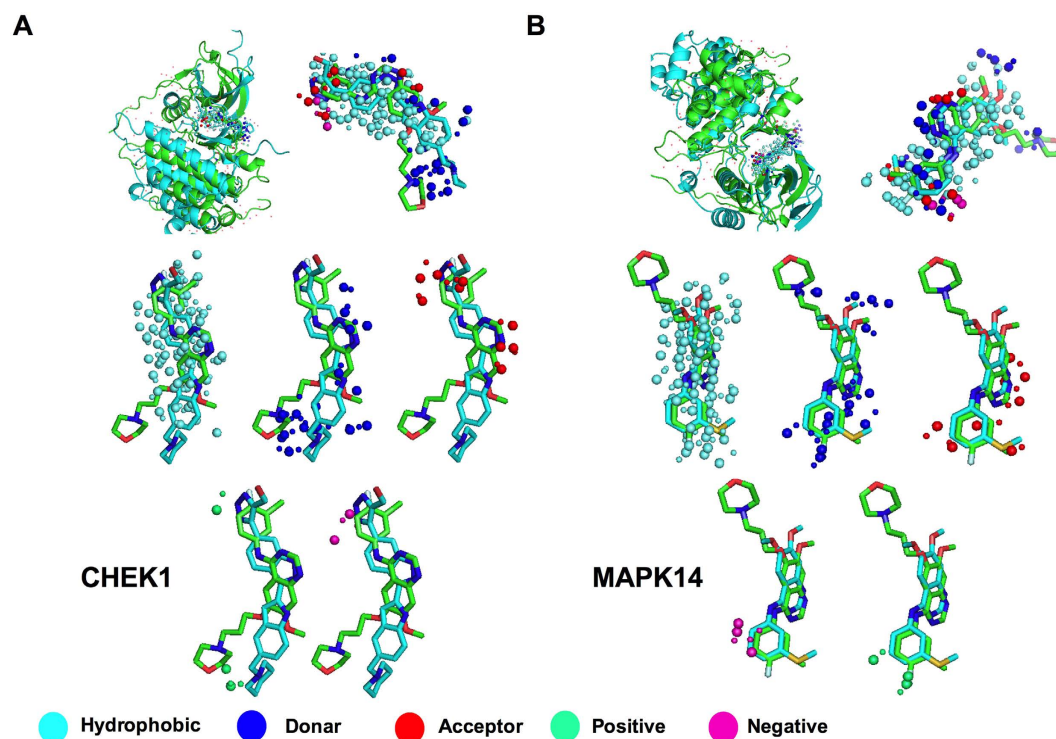 A
B
CHEK1
MAPK14
Hydrophobic
Donar
Acceptor
Positive
Negative